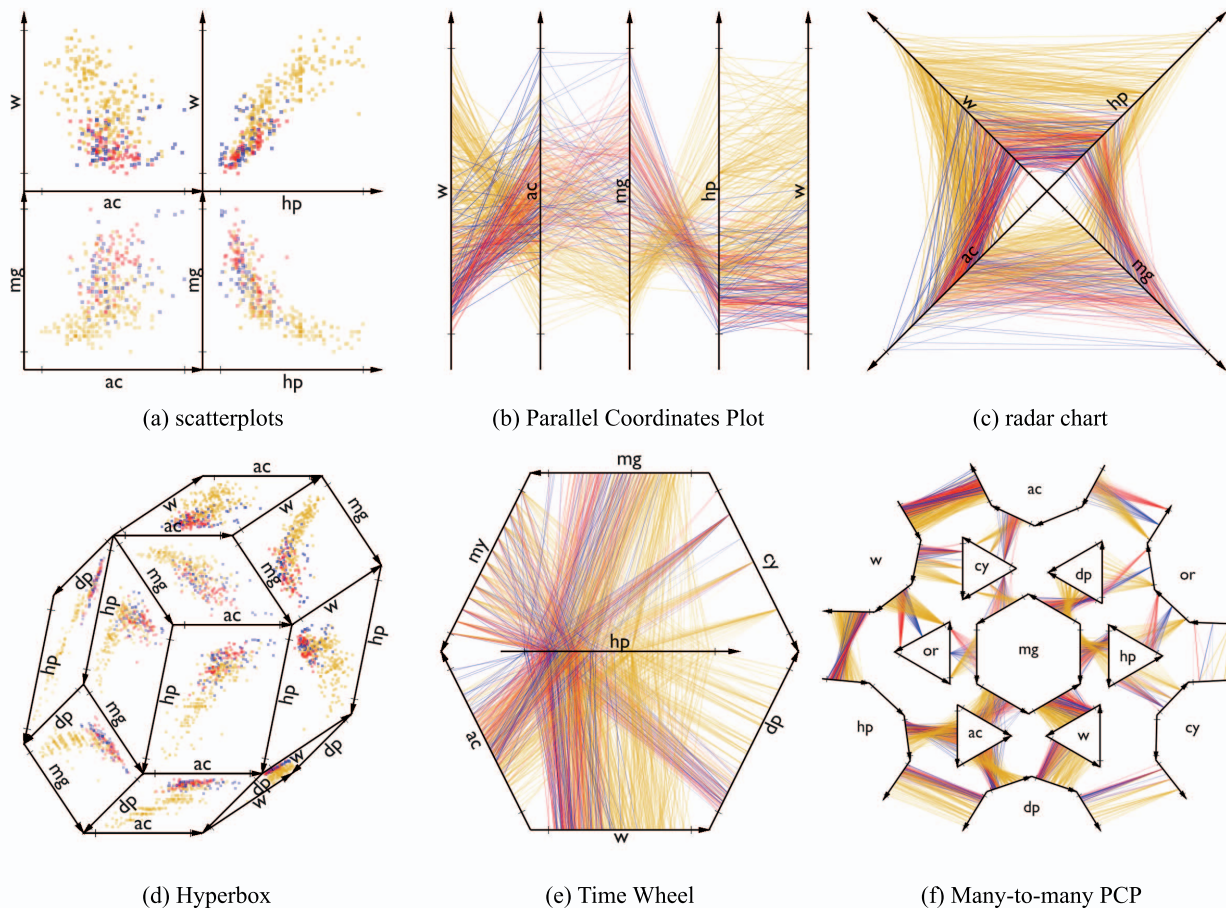 w
w
ac
hp
mg
mg
ac
hp
w
ac
mg
hp
w
w
hp
ac
mg
(a) scatterplots
(b) Parallel Coordinates Plot
(c) radar chart
ac
w
ac
mg
w
dp
hp
mg
mg
ac
w
hp
hp
hp
dp
mg
mg
ac
dp
w
dp
w
dp
ac
mg
my
cy
hp
ac
dp
w
ac
w
cy
dp
or
or
mg
hp
hp
ac
w
cy
dp
(d) Hyperbox
(e) Time Wheel
(f) Many-to-many PCP